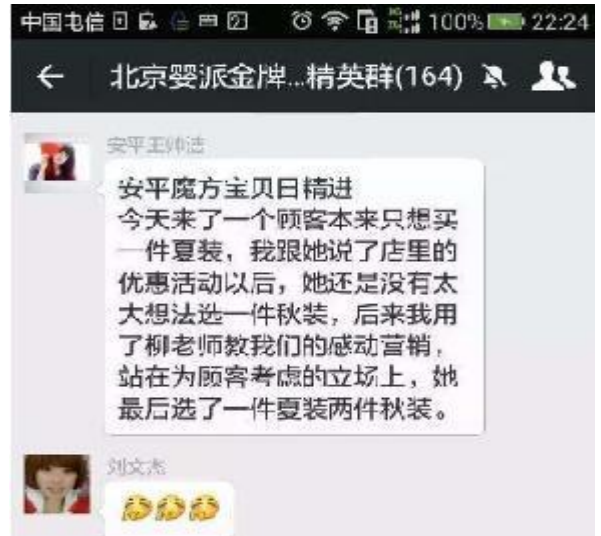 中国电信 100% 22:24
北京婴派金牌...精英群(164)
安平王帅洁
安平魔方宝贝日精进
今天来了一个顾客本来只想买
一件夏装，我跟她说了店里的
优惠活动以后，她还是没有太
大想法选一件秋装，后来我用
了柳老师教我们的感动营销，
站在为顾客考虑的立场上，她
最后选了一件夏装两件秋装。
刘文杰